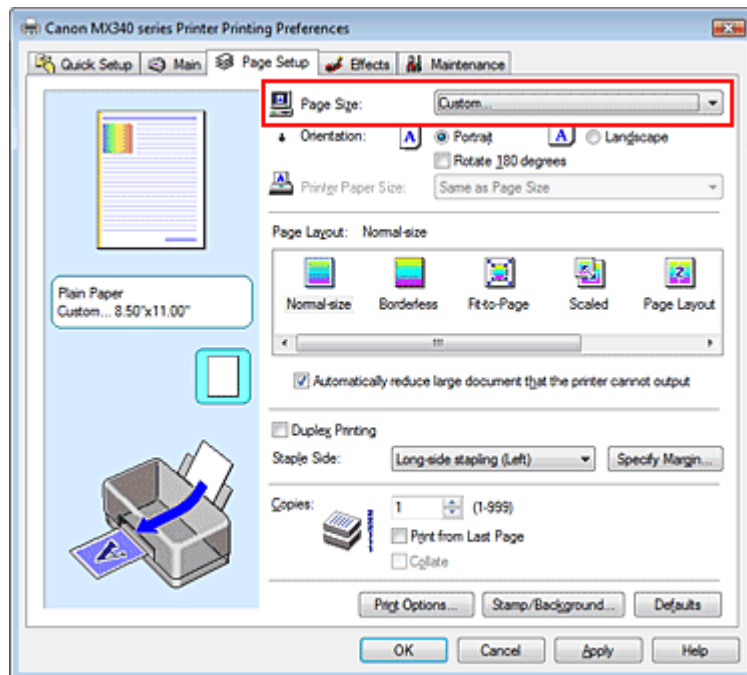 Canon MX340 series Printer Printing Preferences
Quick Setup Main Page Setup Effects Maintenance
Page Size: Custom...
Orientation: A Portrait A Landscape
Rotate 180 degrees
Printer Paper Size: Same as Page Size
Page Layout: Normal-size
Normal-size Borderless Fit-to-Page Scaled Page Layout
Plain Paper
Custom... 8.50"x11.00"
Automatically reduce large document that the printer cannot output
Duplex Printing
Staple Side: Long-side stapling (Left) Specify Margin...
Copies: 1 (1-999)
Print from Last Page
Collate
Print Options... Stamp/Background... Defaults
OK Cancel Apply Help